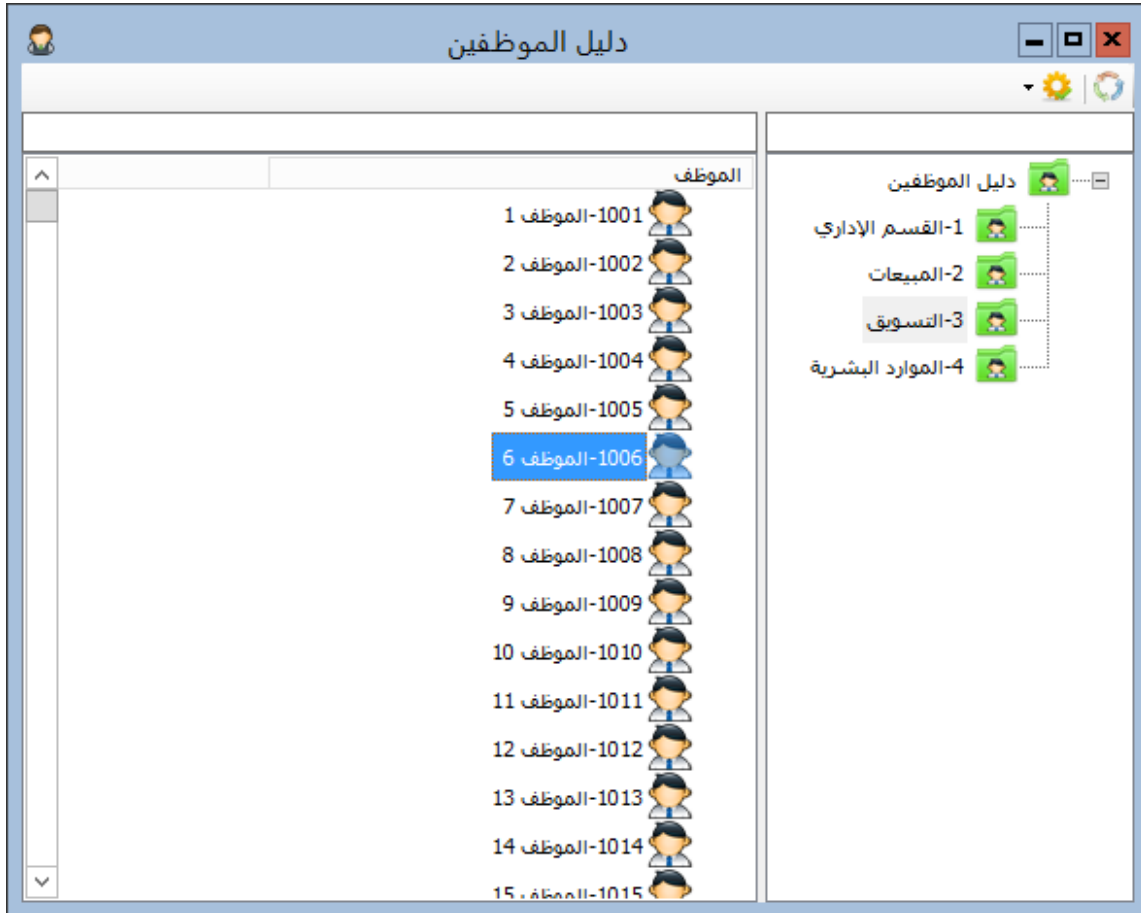 دليل الموظفين
دليل الموظفين
1-القسم الإداري
2-المبيعات
3-التسويق
4-الموارد البشرية
الموظف
1001-الموظف 1
1002-الموظف 2
1003-الموظف 3
1004-الموظف 4
1005-الموظف 5
1006-الموظف 6
1007-الموظف 7
1008-الموظف 8
1009-الموظف 9
1010-الموظف 10
1011-الموظف 11
1012-الموظف 12
1013-الموظف 13
1014-الموظف 14
1015-الموظف 15